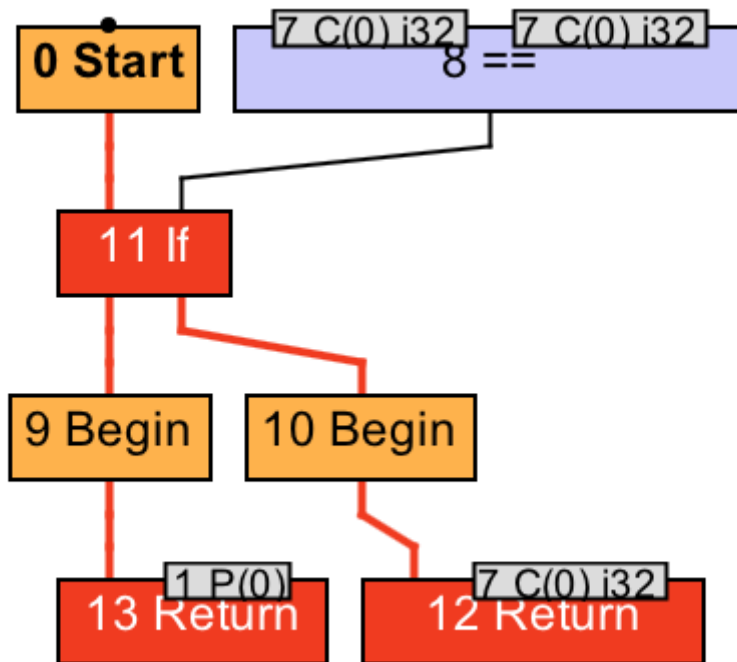 7 C(0) i32
7 C(0) i32
0 Start
8 ==
11 If
9 Begin
10 Begin
1 P(0)
7 C(0) i32
13 Return
12 Return